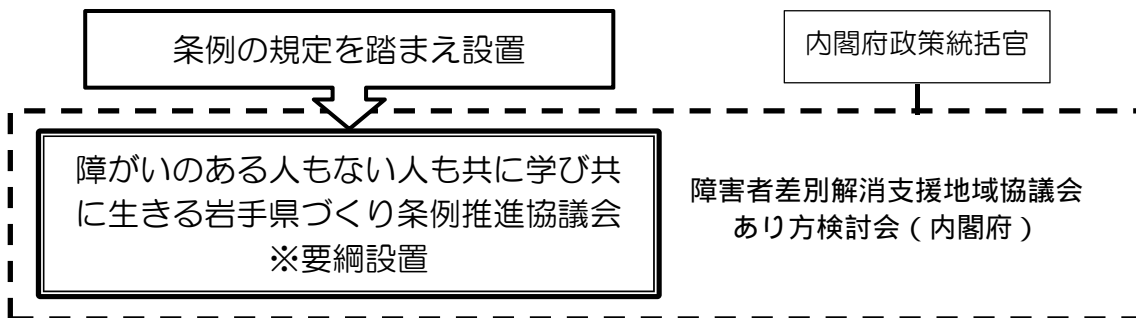 条例の規定を踏まえ設置
内閣府政策統括官
障がいのある人もない人も共に学び共
に生きる岩手県づくり条例推進協議会
※要綱設置
障害者差別解消支援地域協議会
あり方検討会（内閣府）